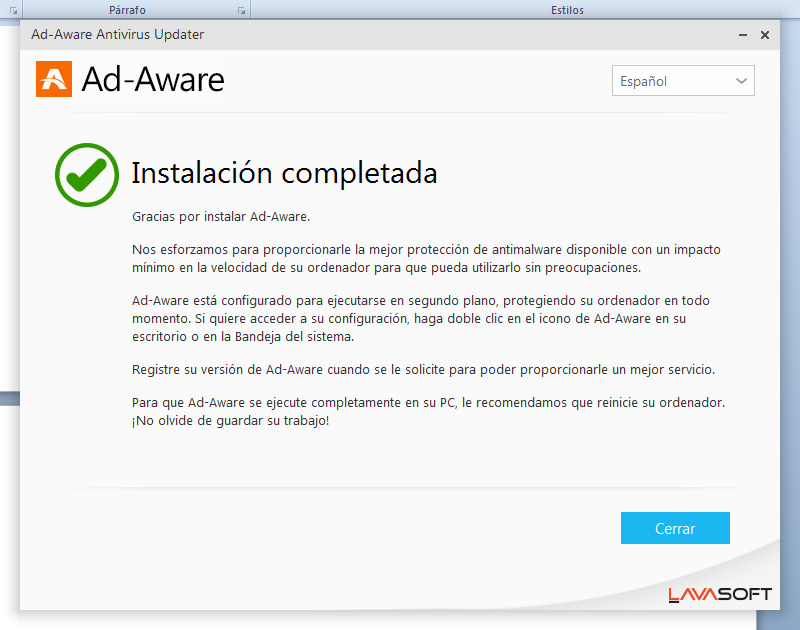 Párrafo
Estilos
Ad-Aware Antivirus Updater
Ad-Aware
Español
Instalación completada
Gracias por instalar Ad-Aware.
Nos esforzamos para proporcionarle la mejor protección de antimalware disponible con un impacto
mínimo en la velocidad de su ordenador para que pueda utilizarlo sin preocupaciones.
Ad-Aware está configurado para ejecutarse en segundo plano, protegiendo su ordenador en todo
momento. Si quiere acceder a su configuración, haga doble clic en el icono de Ad-Aware en su
escritorio o en la Bandeja del sistema.
Registre su versión de Ad-Aware cuando se le solicite para poder proporcionarle un mejor servicio.
Para que Ad-Aware se ejecute completamente en su PC, le recomendamos que reinicie su ordenador.
¡No olvide de guardar su trabajo!
Cerrar
LAVASOFT